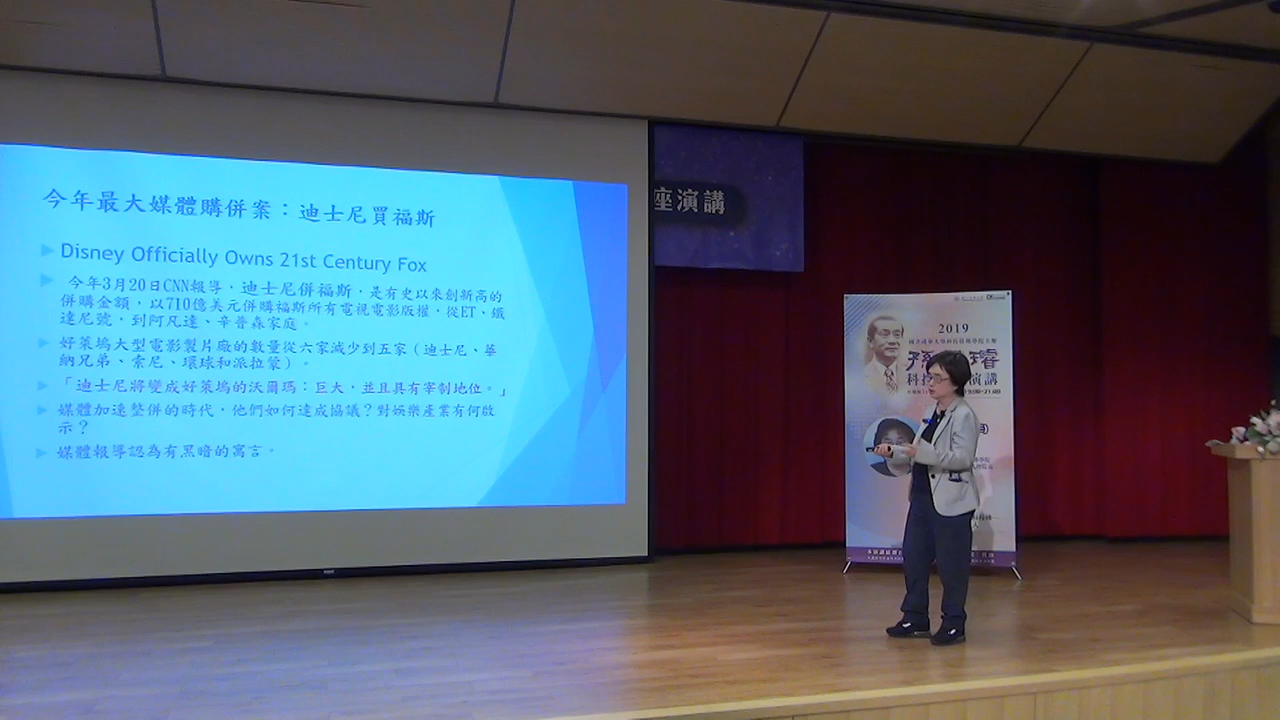 今年最大媒體購併案：迪士尼買福斯
Disney Officially Owns 21st Century Fox
今年3月20日CNN報導，迪士尼併福斯，是有史以來創新高的
併購金額，以710億美元併購福斯所有電視電影版權，從ET、鐵
達尼號，到阿凡達、辛普森家庭。
好萊塢大型電影製片廠的數量從六家減少到五家（迪士尼、華
納兄弟、索尼、環球和派拉蒙）。
「迪士尼將變成好萊塢的沃爾瑪：巨大，並且具有宰制地位。」
媒體加速整併的時代，他們如何達成協議？對娛樂產業有何啟
示？
媒體報導認為有黑暗的寓言。
座演講
2019
孫 璿
科技 演講